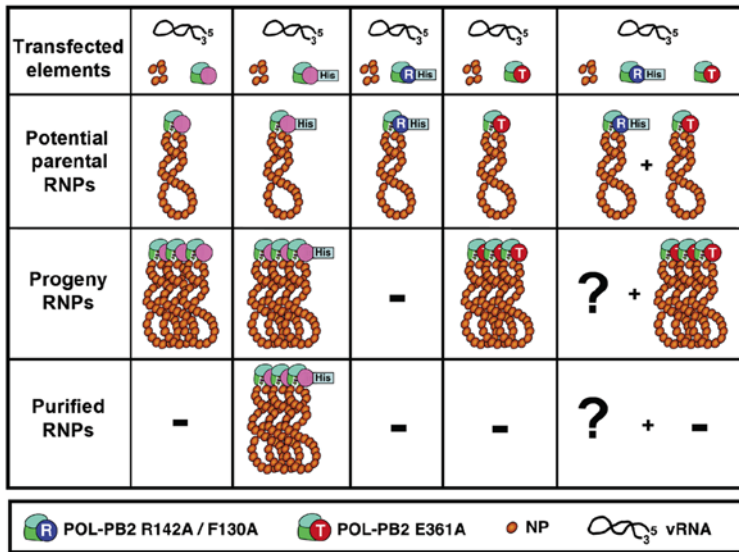 Transfected elements
3 5
3 5
3 5
3 5
3 5
His
R His
T
R His
T
Potential parental RNPs
His
R His
T
R His
+
T
Progeny RNPs
His
-
T
?
+
T
Purified RNPs
-
His
-
-
?
+
-
R POL-PB2 R142A / F130A
T POL-PB2 E361A
NP
3 5 vRNA